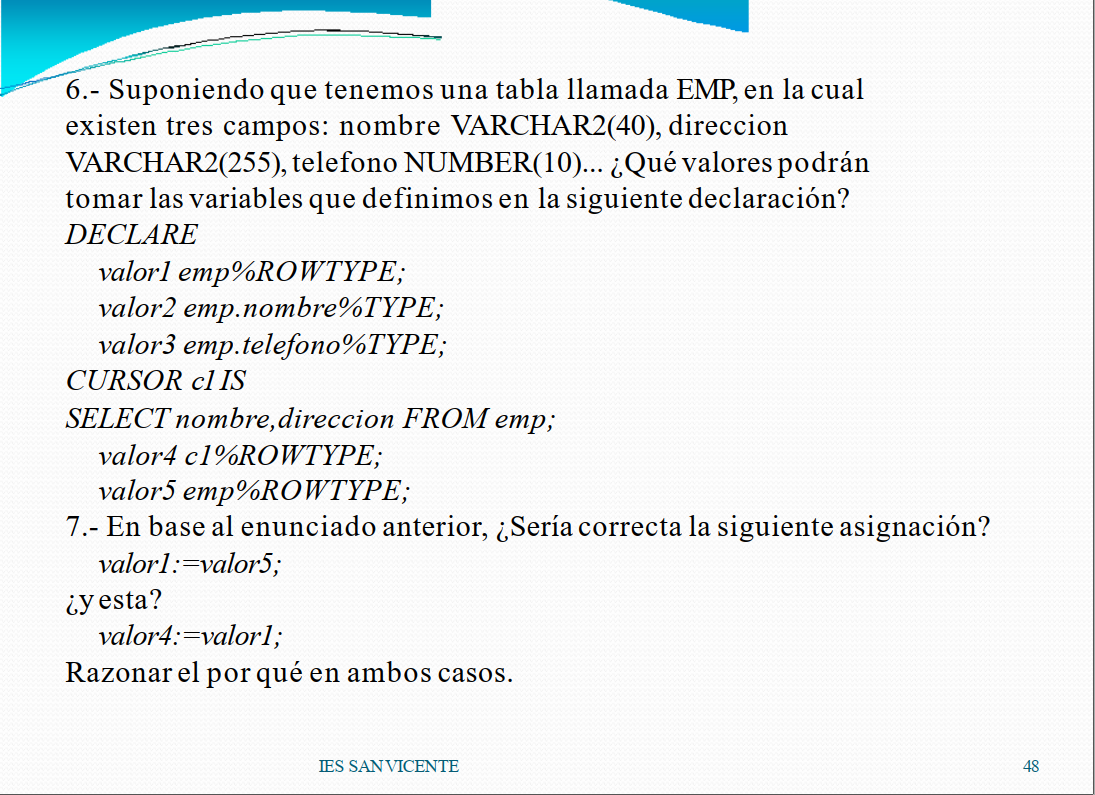 6.- Suponiendo que tenemos una tabla llamada EMP, en la cual
existen tres campos: nombre VARCHAR2(40), direccion
VARCHAR2(255), telefono NUMBER(10)... ¿Qué valores podrán
tomar las variables que definimos en la siguiente declaración?
DECLARE
valor1 emp%ROWTYPE;
valor2 emp.nombre%TYPE;
valor3 emp.telefono%TYPE;
CURSOR c1 IS
SELECT nombre,direccion FROM emp;
valor4 c1%ROWTYPE;
valor5 emp%ROWTYPE;
7.- En base al enunciado anterior, ¿Sería correcta la siguiente asignación?
valor1:=valor5;
¿y esta?
valor4:=valor1;
Razonar el por qué en ambos casos.
IES SAN VICENTE
48